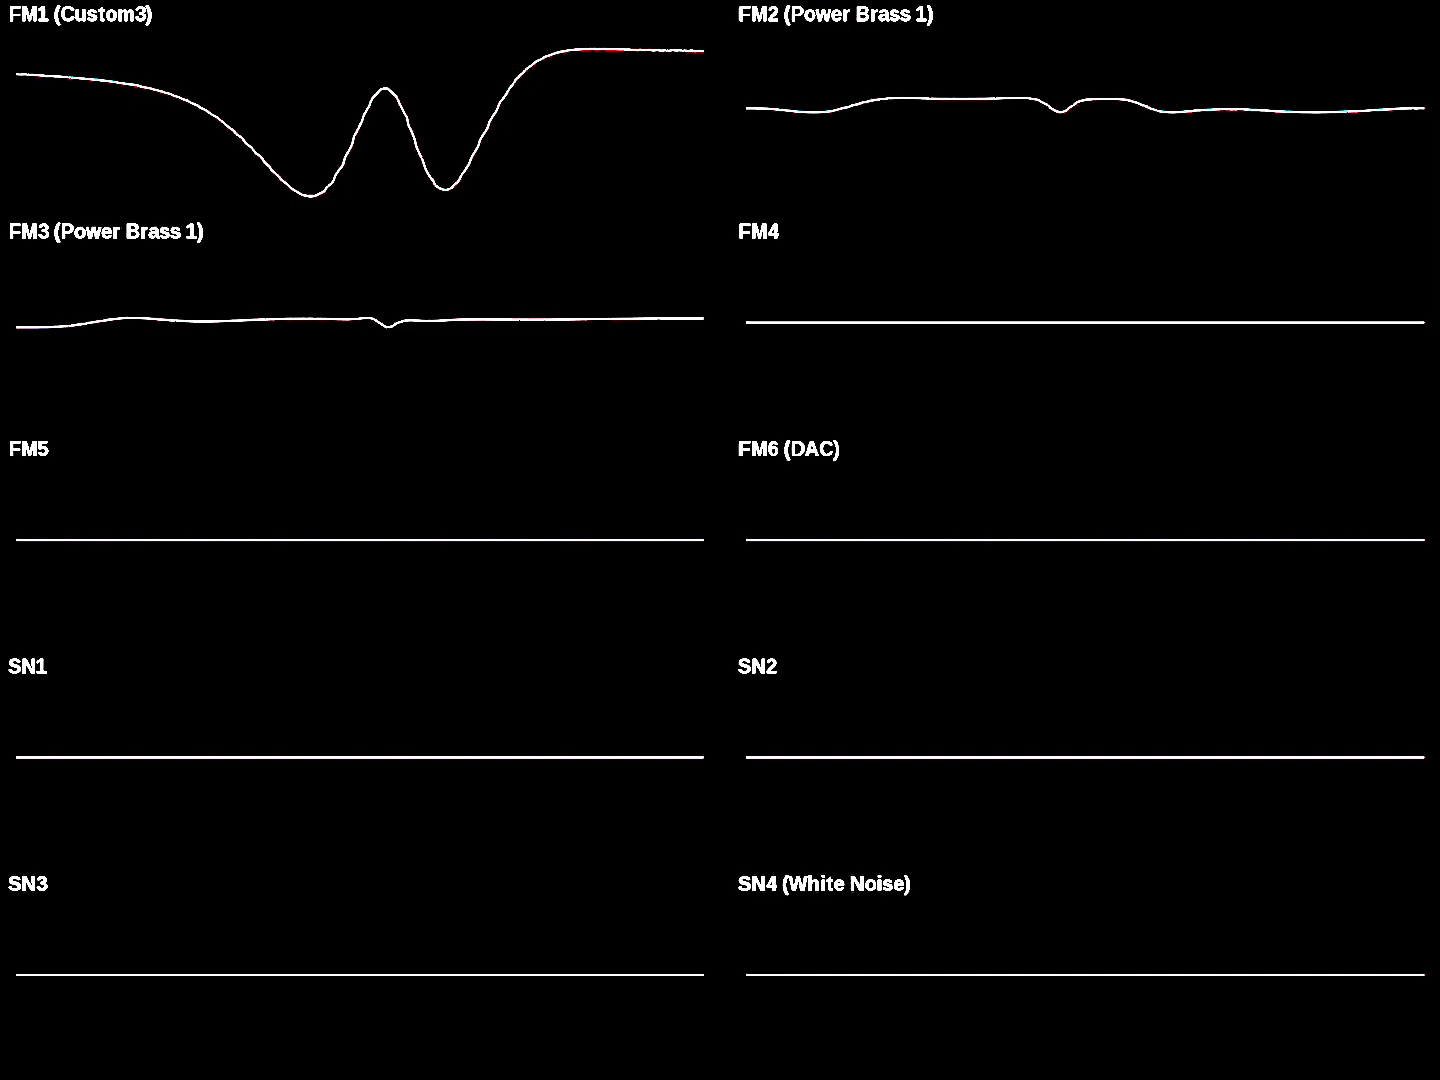 FM1 (Custom3)
FM2 (Power Brass 1)
FM3 (Power Brass 1)
FM4
FM5
FM6 (DAC)
SN1
SN2
SN3
SN4 (White Noise)